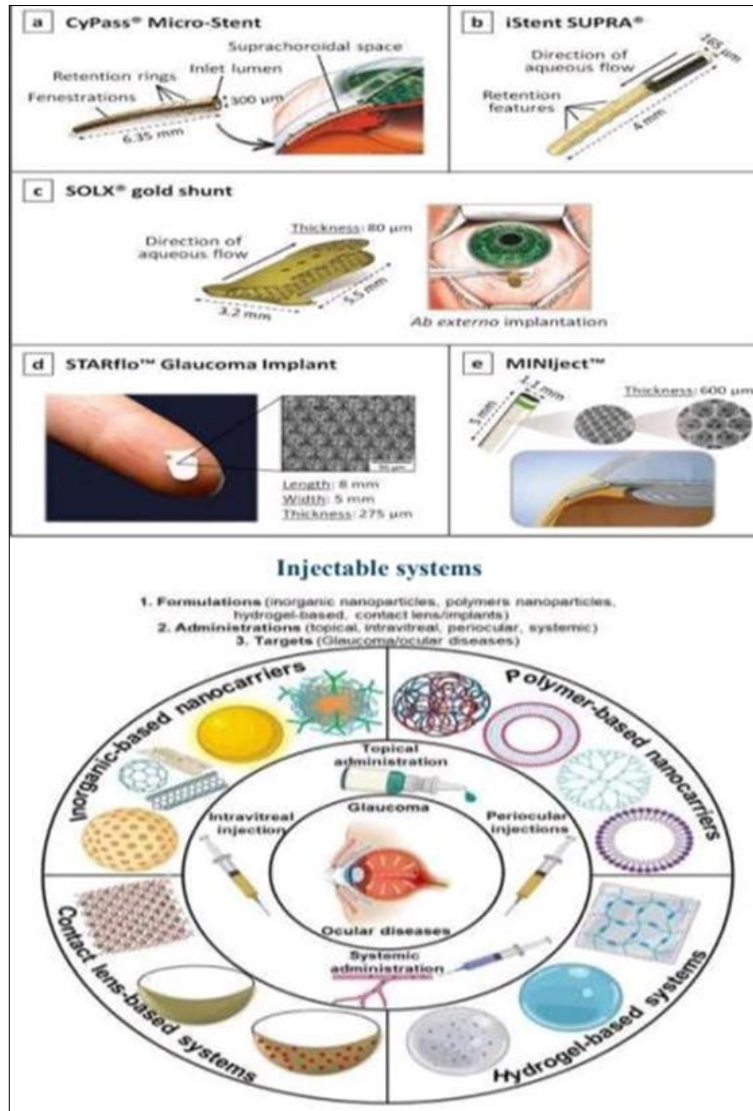 a CyPass® Micro-Stent
Suprachoroidal space
Retention rings
Inlet lumen
Fenestrations
300 µm
6.35 mm
b iStent SUPRA®
165 µm
Direction of
aqueous flow
Retention
features
4 mm
c SOLX® gold shunt
Thickness: 80 µm
Direction of
aqueous flow
3.2 mm
5.5 mm
Ab externo implantation
d STARflo™ Glaucoma Implant
Length: 8 mm
Width: 5 mm
Thickness: 275 µm
e MINIject™
1.1 mm
Thickness: 600 µm
5 mm
Injectable systems
1. Formulations (inorganic nanoparticles, polymers nanoparticles,
hydrogel-based, contact lens/implants)
2. Administrations (topical, intravitreal, periocular, systemic)
3. Targets (Glaucoma/ocular diseases)
Inorganic-based nanocarriers
Polymer-based nanocarriers
Topical
administration
Glaucoma
Intravitreal
injection
Periocular
injections
Ocular diseases
Systemic
administration
Contact lens-based systems
Hydrogel-based systems